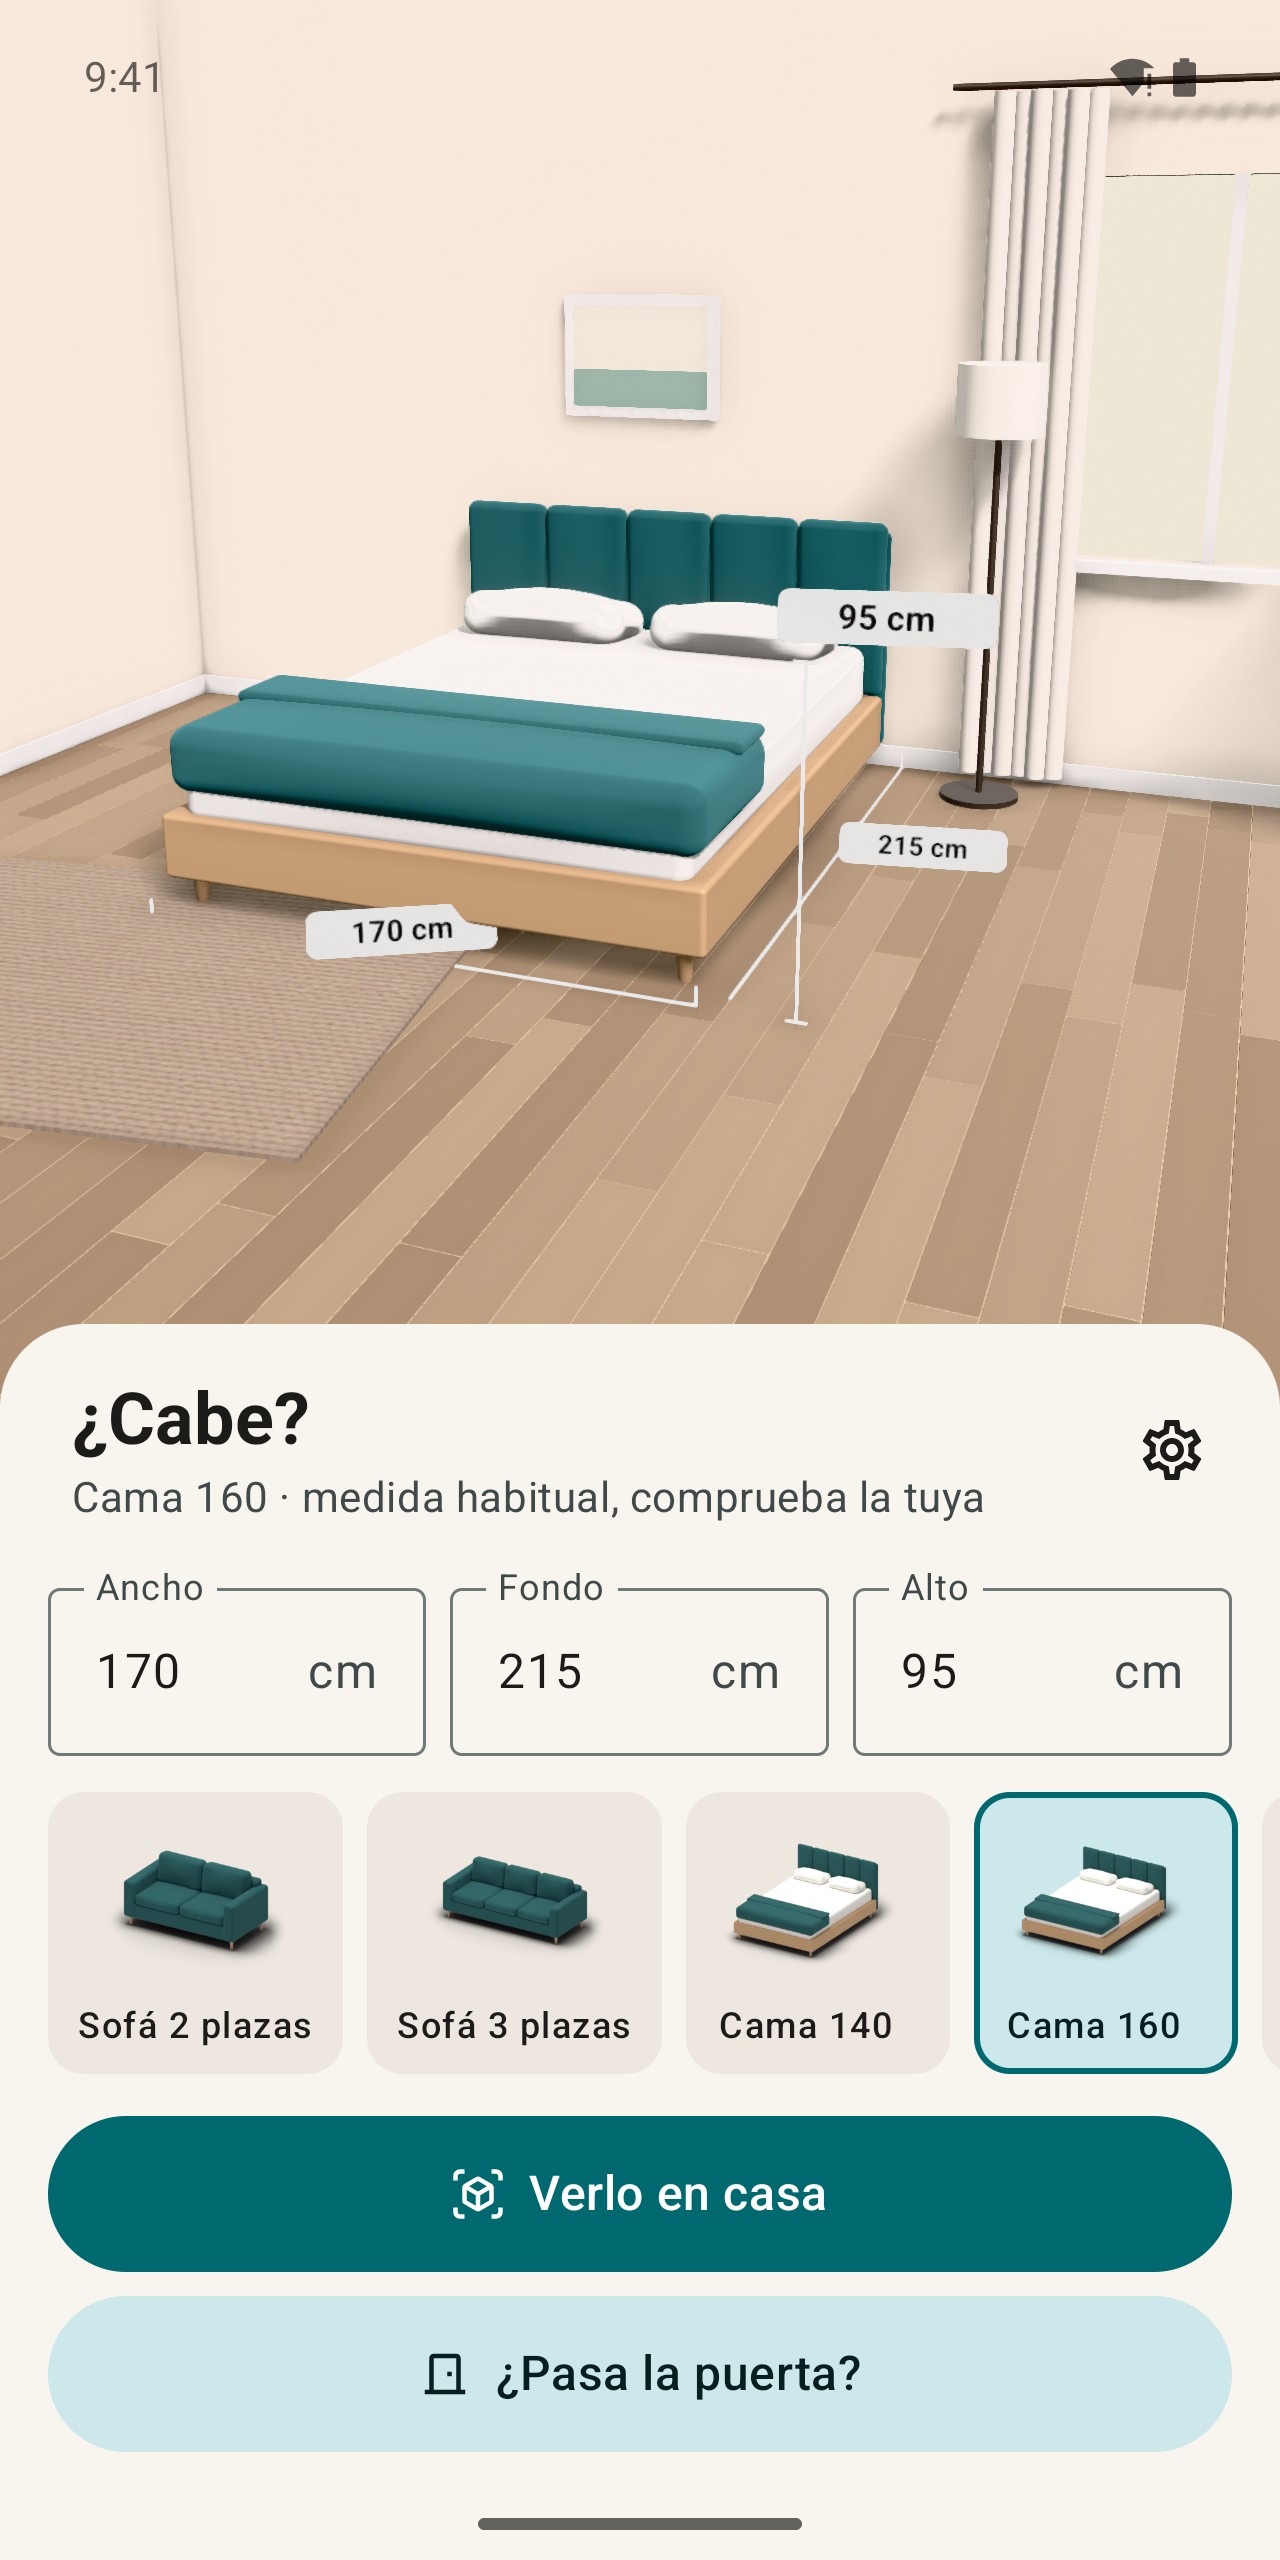 9:41
95 cm
215 cm
170 cm
¿Cabe?
Cama 160 · medida habitual, comprueba la tuya
Ancho Fondo Alto
170 cm 215 cm 95 cm
Sofá 2 plazas Sofá 3 plazas Cama 140 Cama 160
Verlo en casa
¿Pasa la puerta?